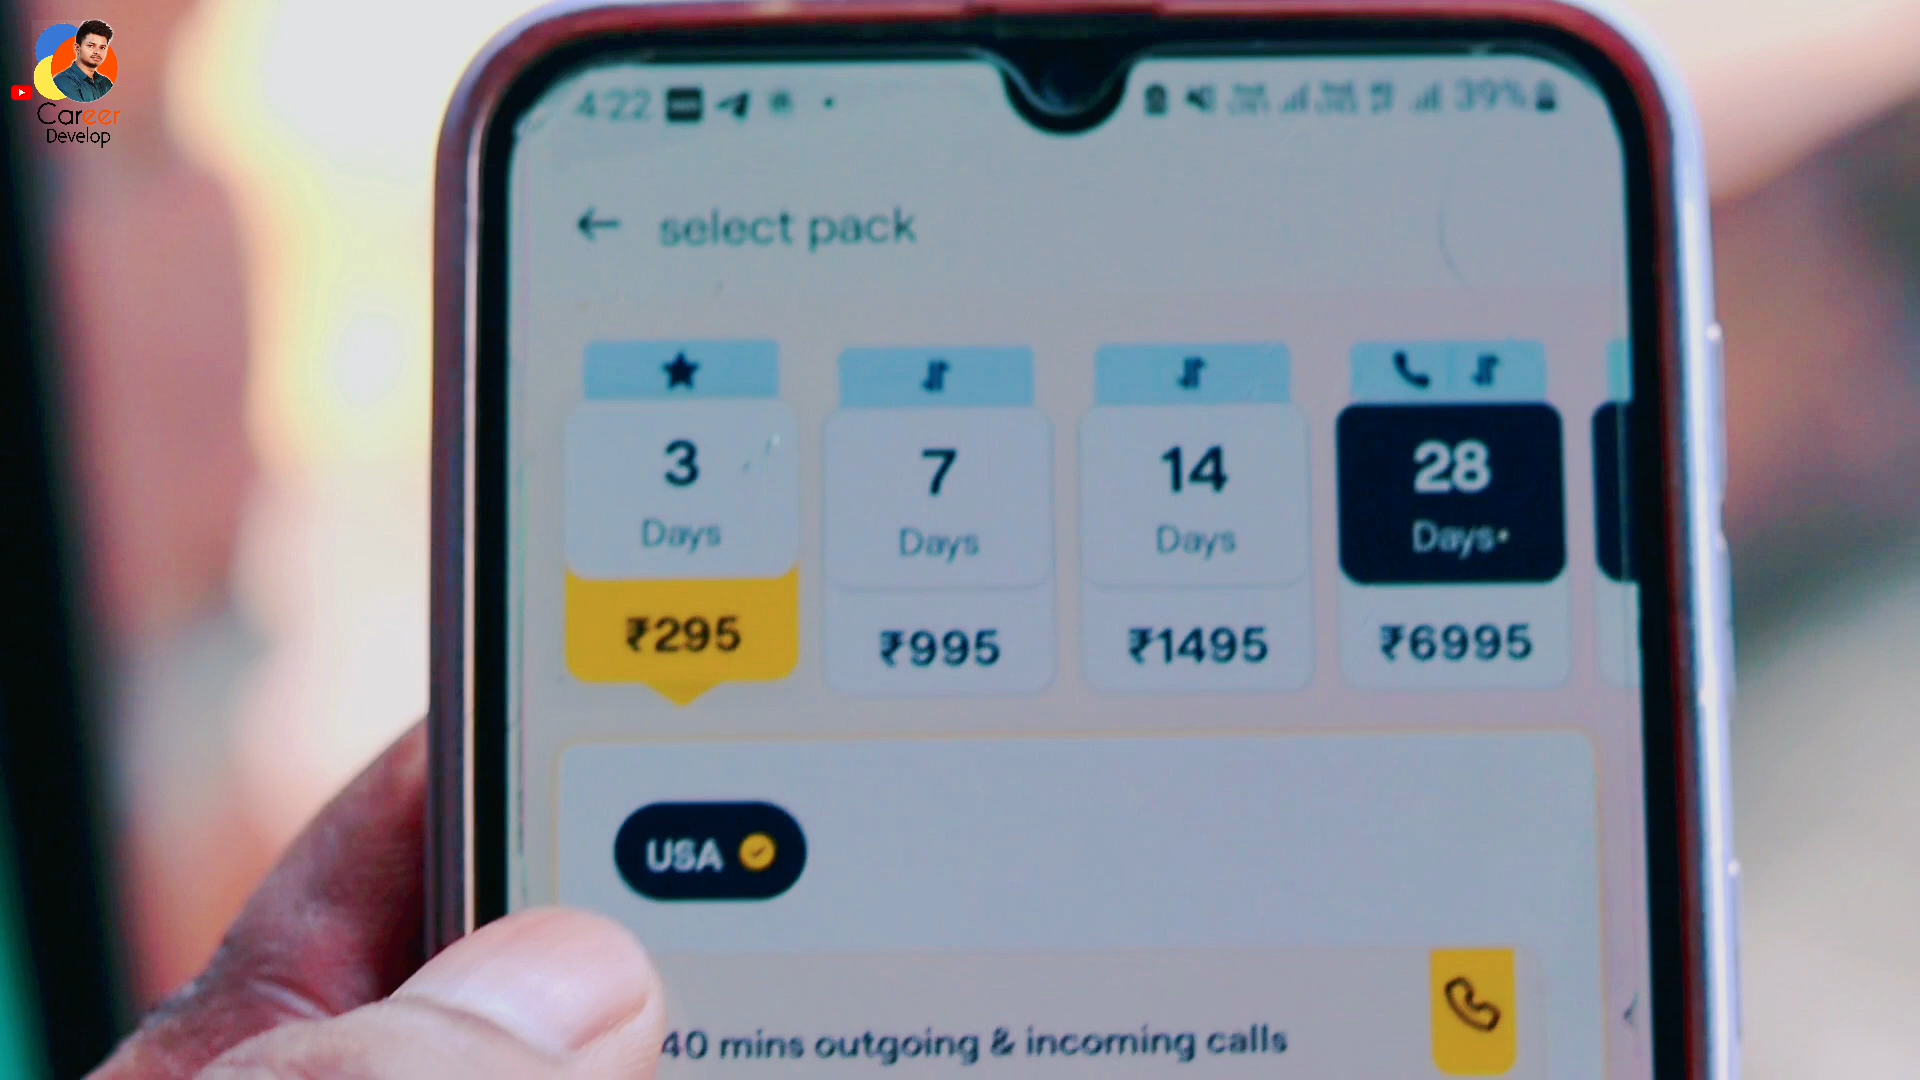 Career
Develop
4:22
39%
select pack
3
Days
₹295
7
Days
₹995
14
Days
₹1495
28
Days
₹6995
USA
40 mins outgoing & incoming calls